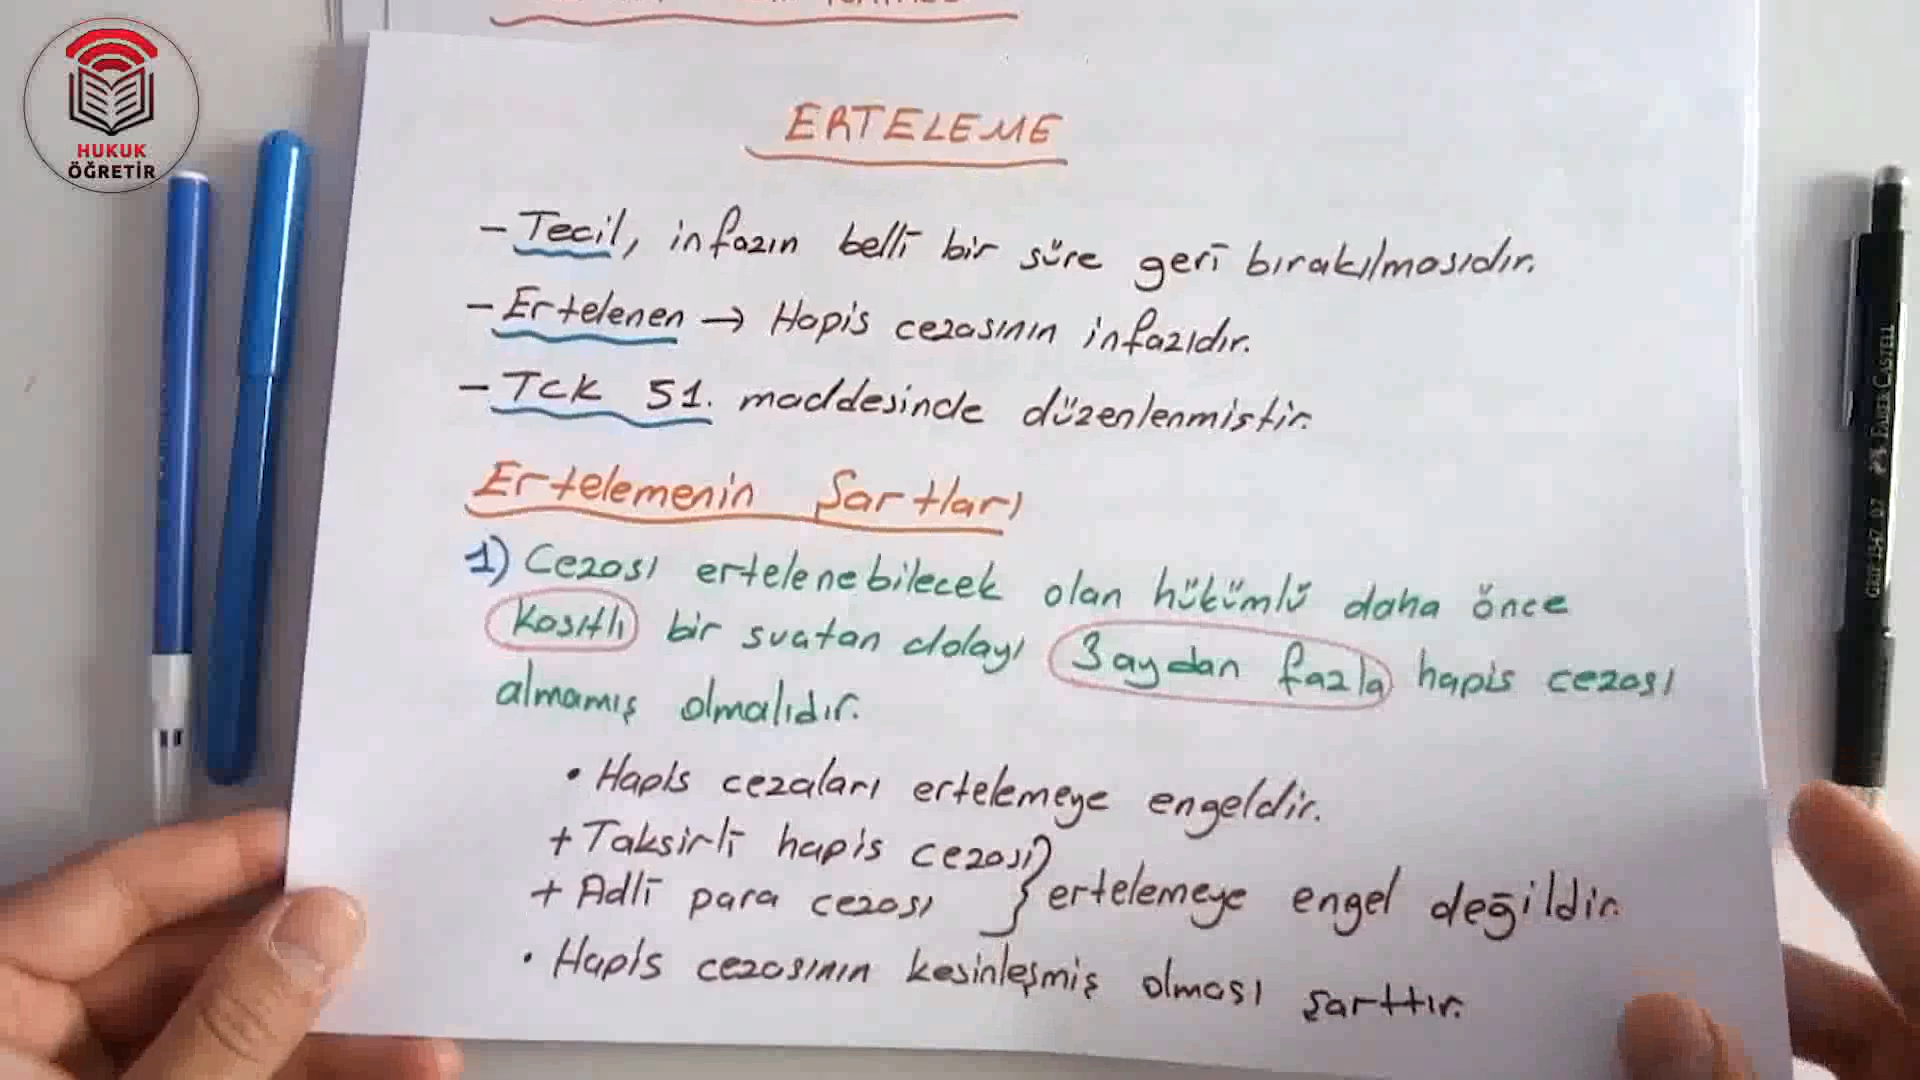 HUKUK
ÖĞRETİR
ERTELEME
- Tecil, infazın belli bir süre geri bırakılmasıdır.
- Ertelenen → Hapis cezasının infazıdır.
- Tck 51. maddesinde düzenlenmiştir.
Ertelemenin Şartları
1) Cezası ertelenebilecek olan hükümlü daha önce
kasıtlı bir suçtan dolayı 3 aydan fazla hapis cezası
almamış olmalıdır.
• Hapis cezaları ertelemeye engeldir.
+ Taksirli hapis cezası
+ Adli para cezası } ertelemeye engel değildir.
• Hapis cezasının kesinleşmiş olması şarttır.
FABER CASTELL